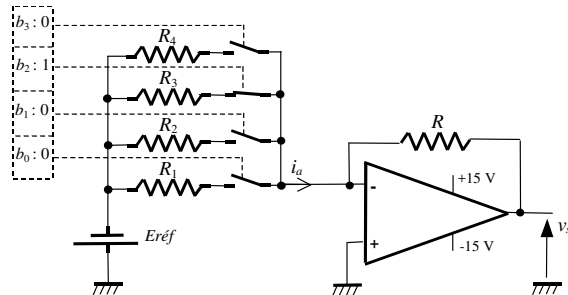 b3 : 0
R4
b2 : 1
R3
b1 : 0
R2
b0 : 0
R1
ia
R
-
+15 V
+
-15 V
Eréf
vs